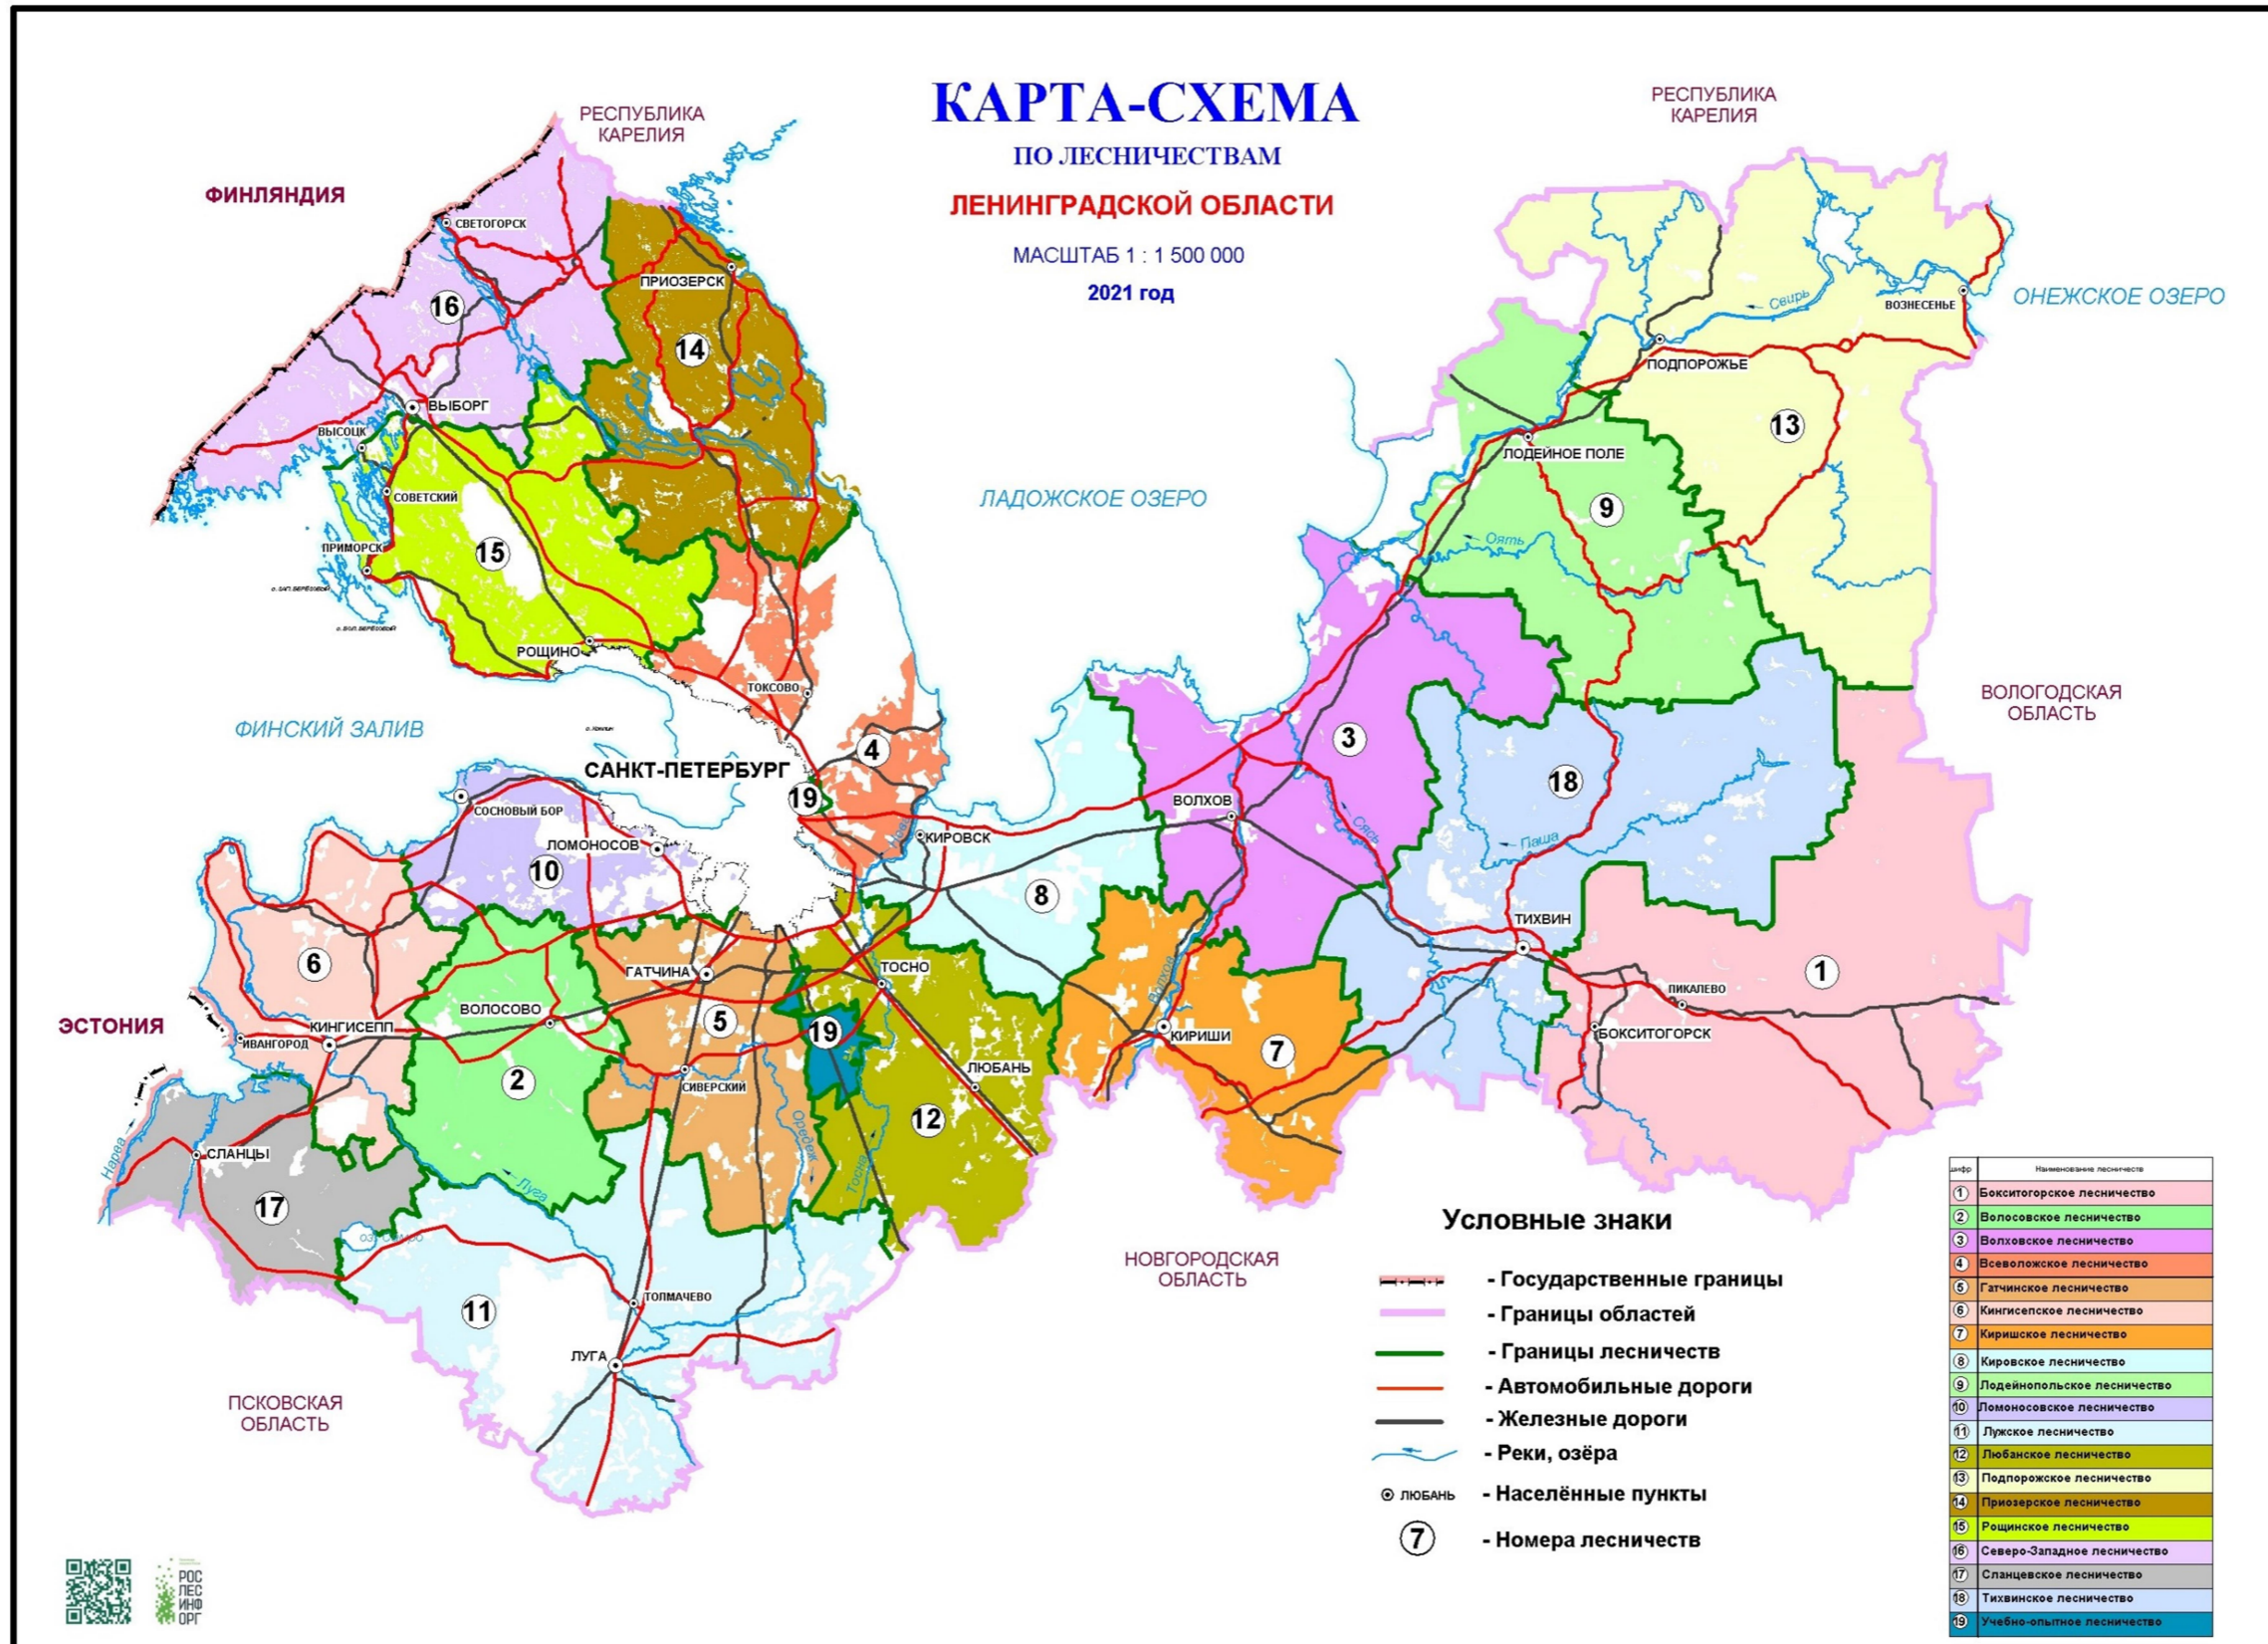 КАРТА-СХЕМА
ПО ЛЕСНИЧЕСТВАМ
ЛЕНИНГРАДСКОЙ ОБЛАСТИ
МАСШТАБ 1 : 1 500 000
2021 год
РЕСПУБЛИКА
КАРЕЛИЯ
РЕСПУБЛИКА
КАРЕЛИЯ
ФИНЛЯНДИЯ
СВЕТОГОРСК
16
ПРИОЗЕРСК
14
ВЫБОРГ
ВЫСОЦК
СОВЕТСКИЙ
ПРИМОРСК
15
РОЩИНО
ТОКСОВО
ФИНСКИЙ ЗАЛИВ
ЛАДОЖСКОЕ ОЗЕРО
ОНЕЖСКОЕ ОЗЕРО
Свирь
ВОЗНЕСЕНЬЕ
ПОДПОРОЖЬЕ
13
ЛОДЕЙНОЕ ПОЛЕ
9
Оять
ВОЛОГОДСКАЯ
ОБЛАСТЬ
САНКТ-ПЕТЕРБУРГ
4
19
3
18
СОСНОВЫЙ БОР
ЛОМОНОСОВ
10
КИРОВСК
Нева
ВОЛХОВ
Сясь
Паша
8
ТИХВИН
6
ГАТЧИНА
ТОСНО
1
ПИКАЛЕВО
БОКСИТОГОРСК
ЭСТОНИЯ
ИВАНГОРОД
КИНГИСЕПП
ВОЛОСОВО
5
19
Волхов
КИРИШИ
7
2
СИВЕРСКИЙ
ЛЮБАНЬ
12
Оредеж
Тосна
Нарва
СЛАНЦЫ
17
Луга
оз. Самро
11
ТОЛМАЧЕВО
ЛУГА
ПСКОВСКАЯ
ОБЛАСТЬ
НОВГОРОДСКАЯ
ОБЛАСТЬ
Условные знаки
- Государственные границы
- Границы областей
- Границы лесничеств
- Автомобильные дороги
- Железные дороги
- Реки, озёра
ЛЮБАНЬ - Населённые пункты
7 - Номера лесничеств
шифр Наименование лесничеств
1 Бокситогорское лесничество
2 Волосовское лесничество
3 Волховское лесничество
4 Всеволожское лесничество
5 Гатчинское лесничество
6 Кингисепское лесничество
7 Киришское лесничество
8 Кировское лесничество
9 Лодейнопольское лесничество
10 Ломоносовское лесничество
11 Лужское лесничество
12 Любанское лесничество
13 Подпорожское лесничество
14 Приозерское лесничество
15 Рощинское лесничество
16 Северо-Западное лесничество
17 Сланцевское лесничество
18 Тихвинское лесничество
19 Учебно-опытное лесничество
РОС
ЛЕС
ИНФ
ОРГ